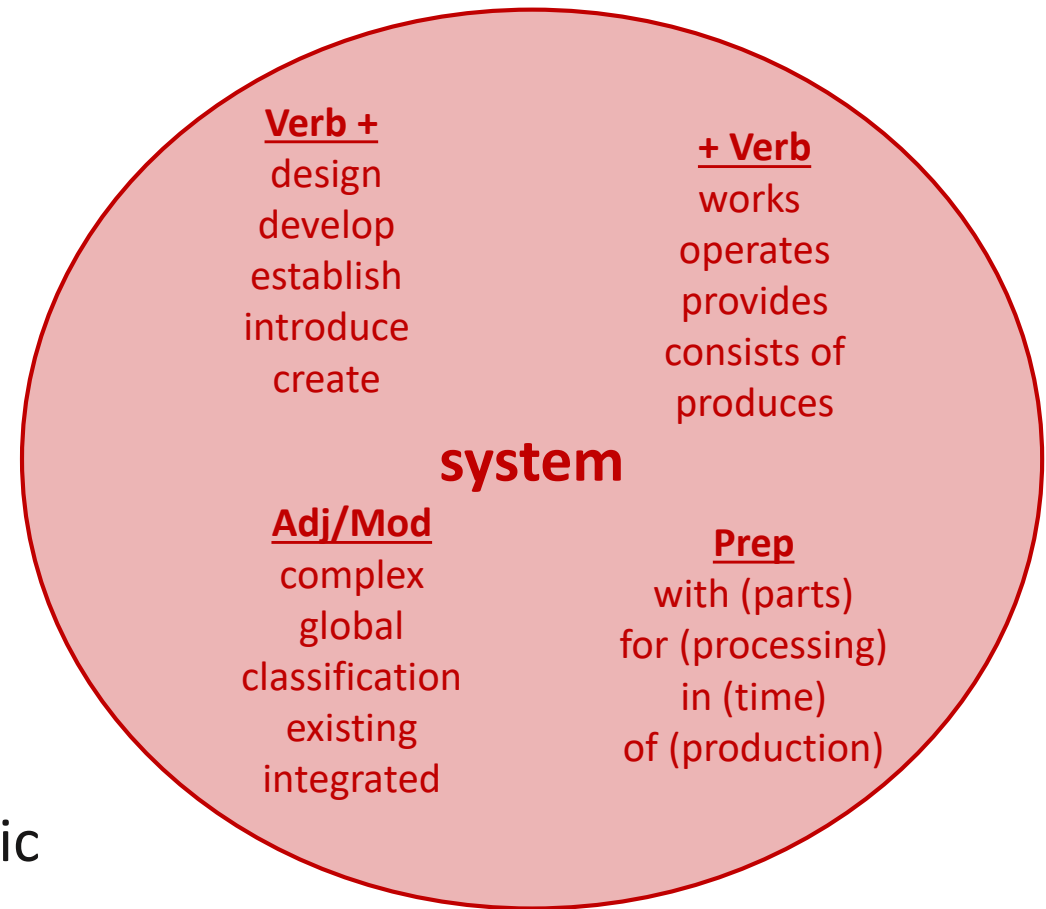 Verb +
design
develop
establish
introduce
create
+ Verb
works
operates
provides
consists of
produces
system
Adj/Mod
complex
global
classification
existing
integrated
Prep
with (parts)
for (processing)
in (time)
of (production)
ic